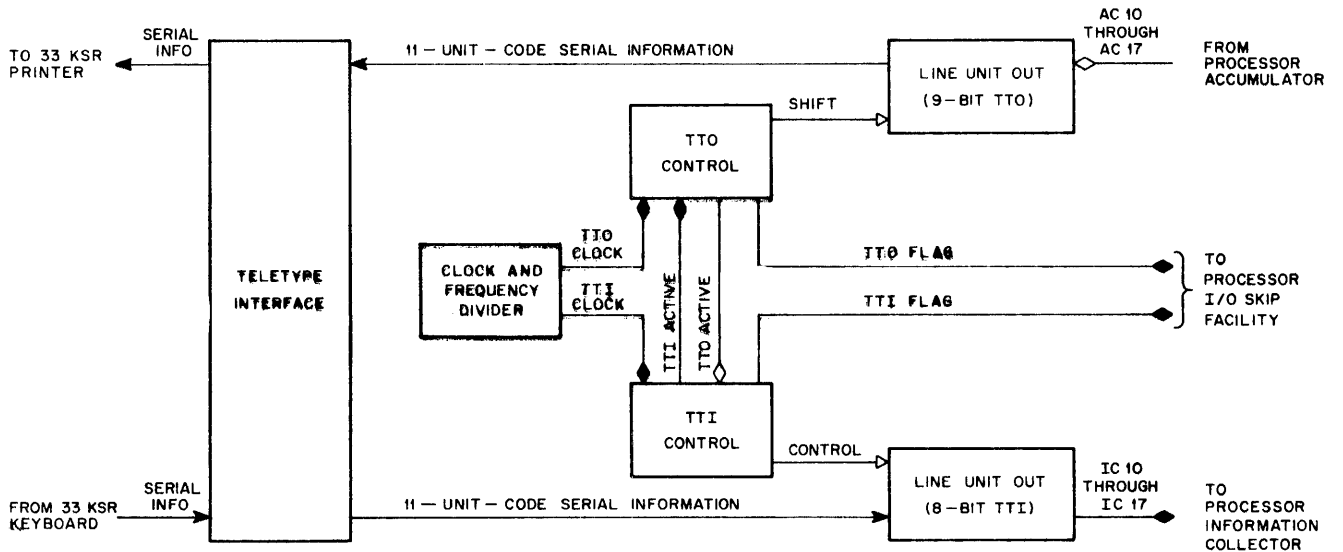 TO 33 KSR
PRINTER
SERIAL
INFO
11 — UNIT — CODE SERIAL INFORMATION
LINE UNIT OUT
(9-BIT TTO)
AC 10
THROUGH
AC 17
FROM
PROCESSOR
ACCUMULATOR
SHIFT
TTO
CONTROL
TELETYPE
INTERFACE
CLOCK AND
FREQUENCY
DIVIDER
TTO
CLOCK
TTI
CLOCK
TTI ACTIVE
TTO ACTIVE
TTO FLAG
TTI FLAG
TO
PROCESSOR
I/O SKIP
FACILITY
TTI
CONTROL
CONTROL
LINE UNIT OUT
(8-BIT TTI)
IC 10
THROUGH
IC 17
TO
PROCESSOR
INFORMATION
COLLECTOR
FROM 33 KSR
KEYBOARD
SERIAL
INFO
11 — UNIT — CODE SERIAL INFORMATION